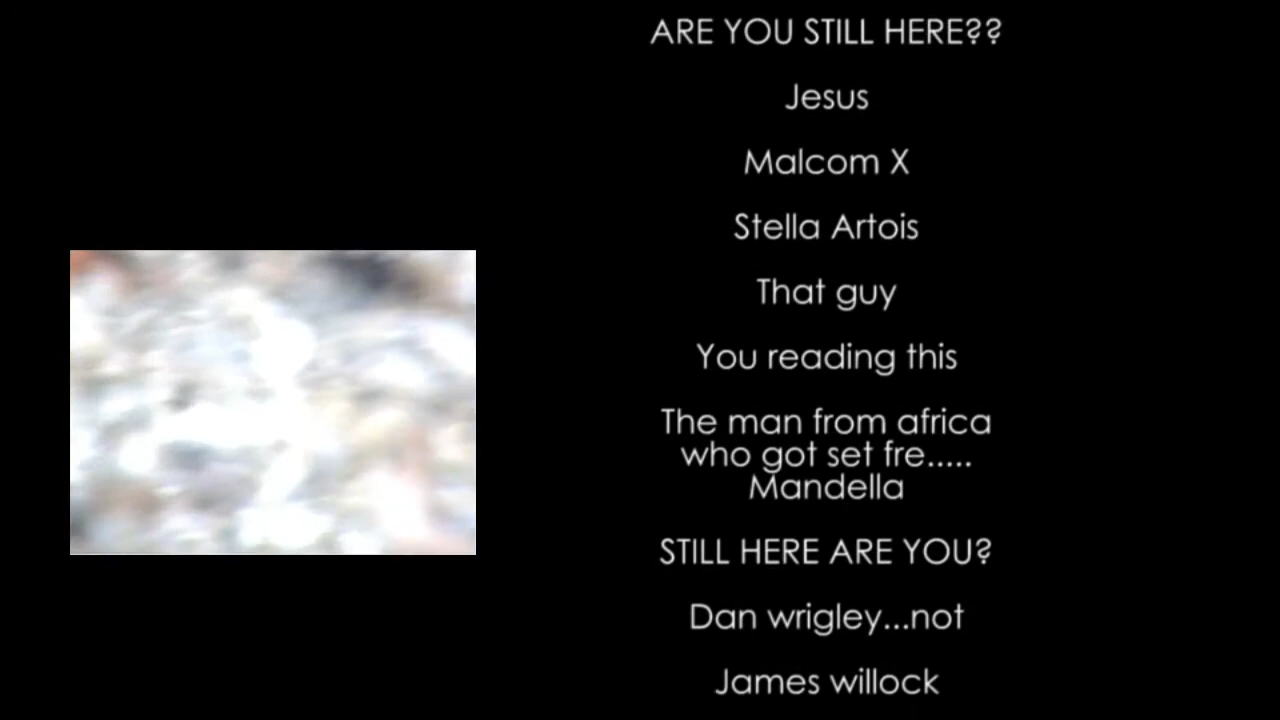 ARE YOU STILL HERE??
Jesus
Malcom X
Stella Artois
That guy
You reading this
The man from africa
who got set fre.....
Mandella
STILL HERE ARE YOU?
Dan wrigley...not
James willock